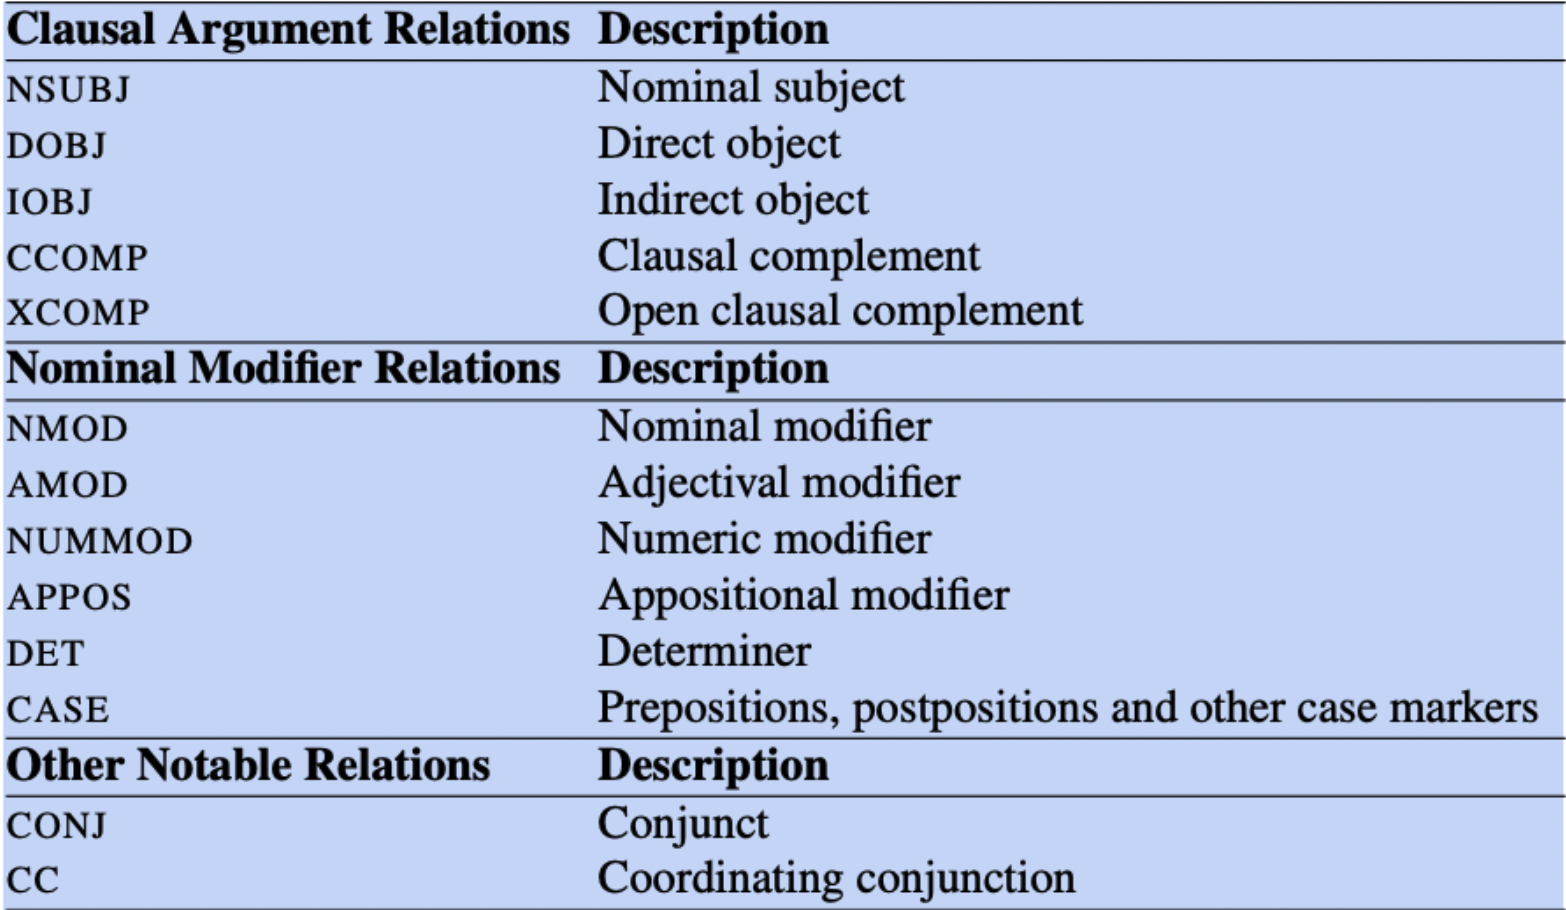 Clausal Argument Relations Description
NSUBJ Nominal subject
DOBJ Direct object
IOBJ Indirect object
CCOMP Clausal complement
XCOMP Open clausal complement
Nominal Modifier Relations Description
NMOD Nominal modifier
AMOD Adjectival modifier
NUMMOD Numeric modifier
APPOS Appositional modifier
DET Determiner
CASE Prepositions, postpositions and other case markers
Other Notable Relations Description
CONJ Conjunct
CC Coordinating conjunction